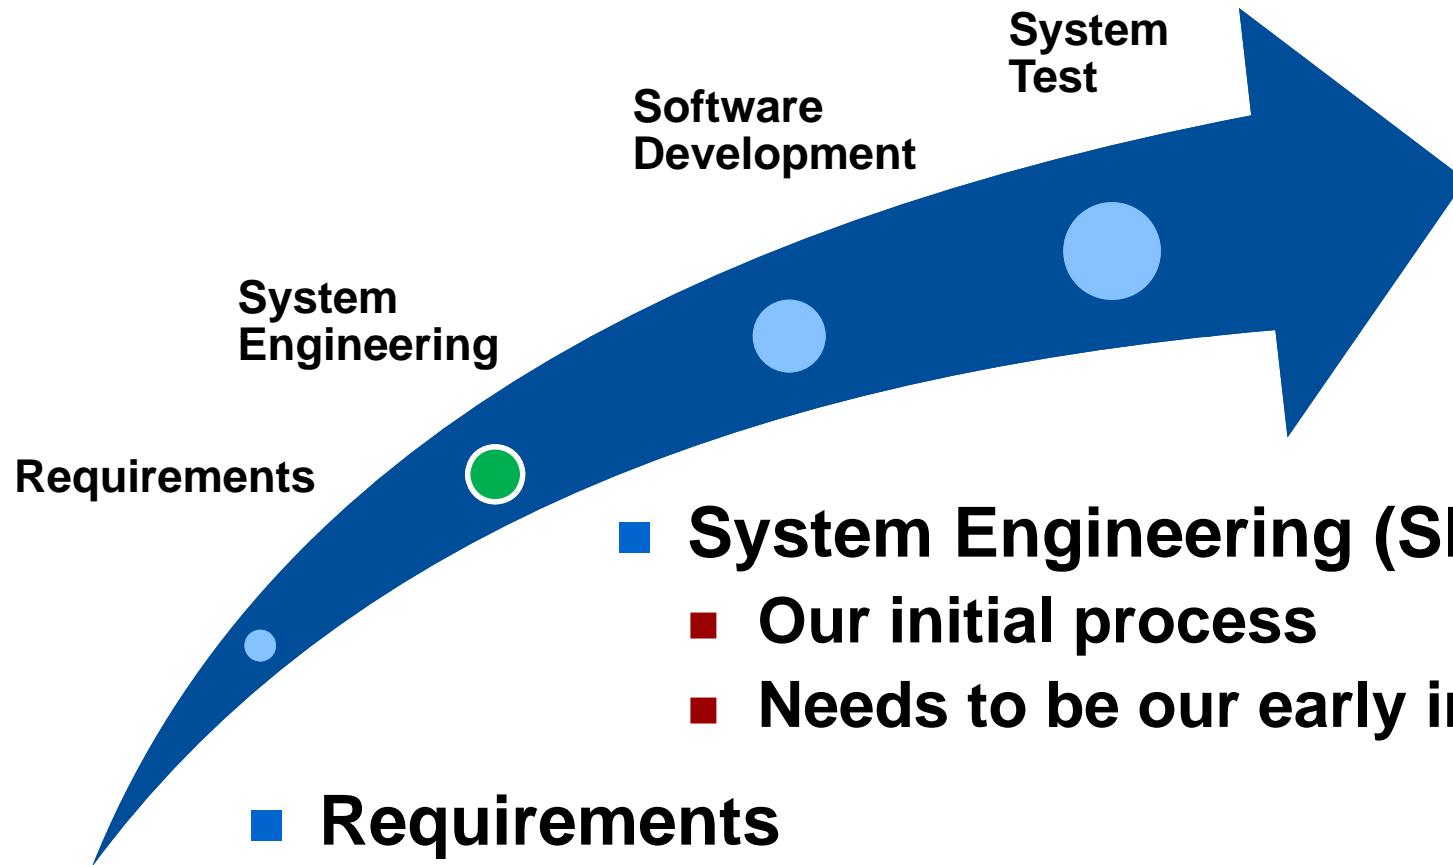 System
Test
Software
Development
System
Engineering
Requirements
System Engineering (S
Our initial process
Needs to be our early
Requirements